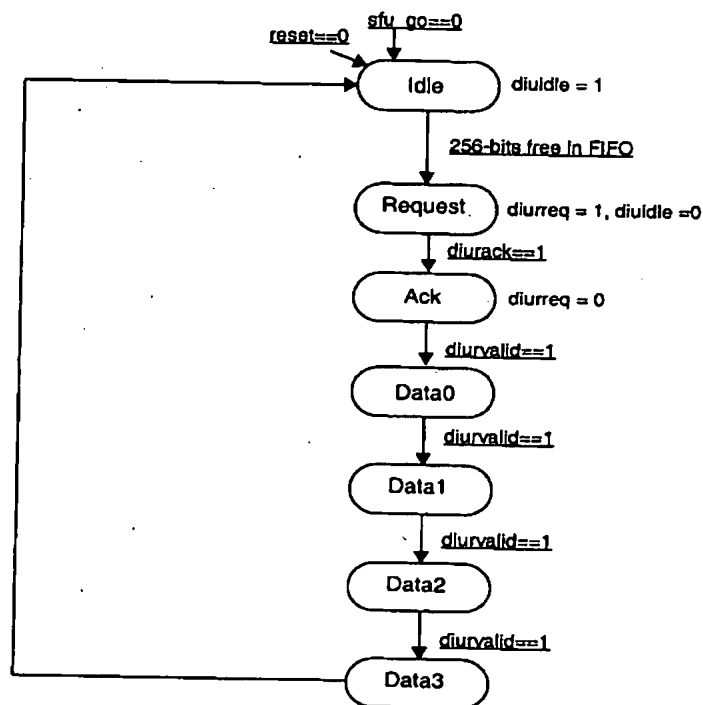 sfu_go==0
reset==0
Idle
diuidle = 1
256-bits free in FIFO
Request
diurreq = 1, diuidle =0
diurack==1
Ack
diurreq = 0
diurvalid==1
Data0
diurvalid==1
Data1
diurvalid==1
Data2
diurvalid==1
Data3